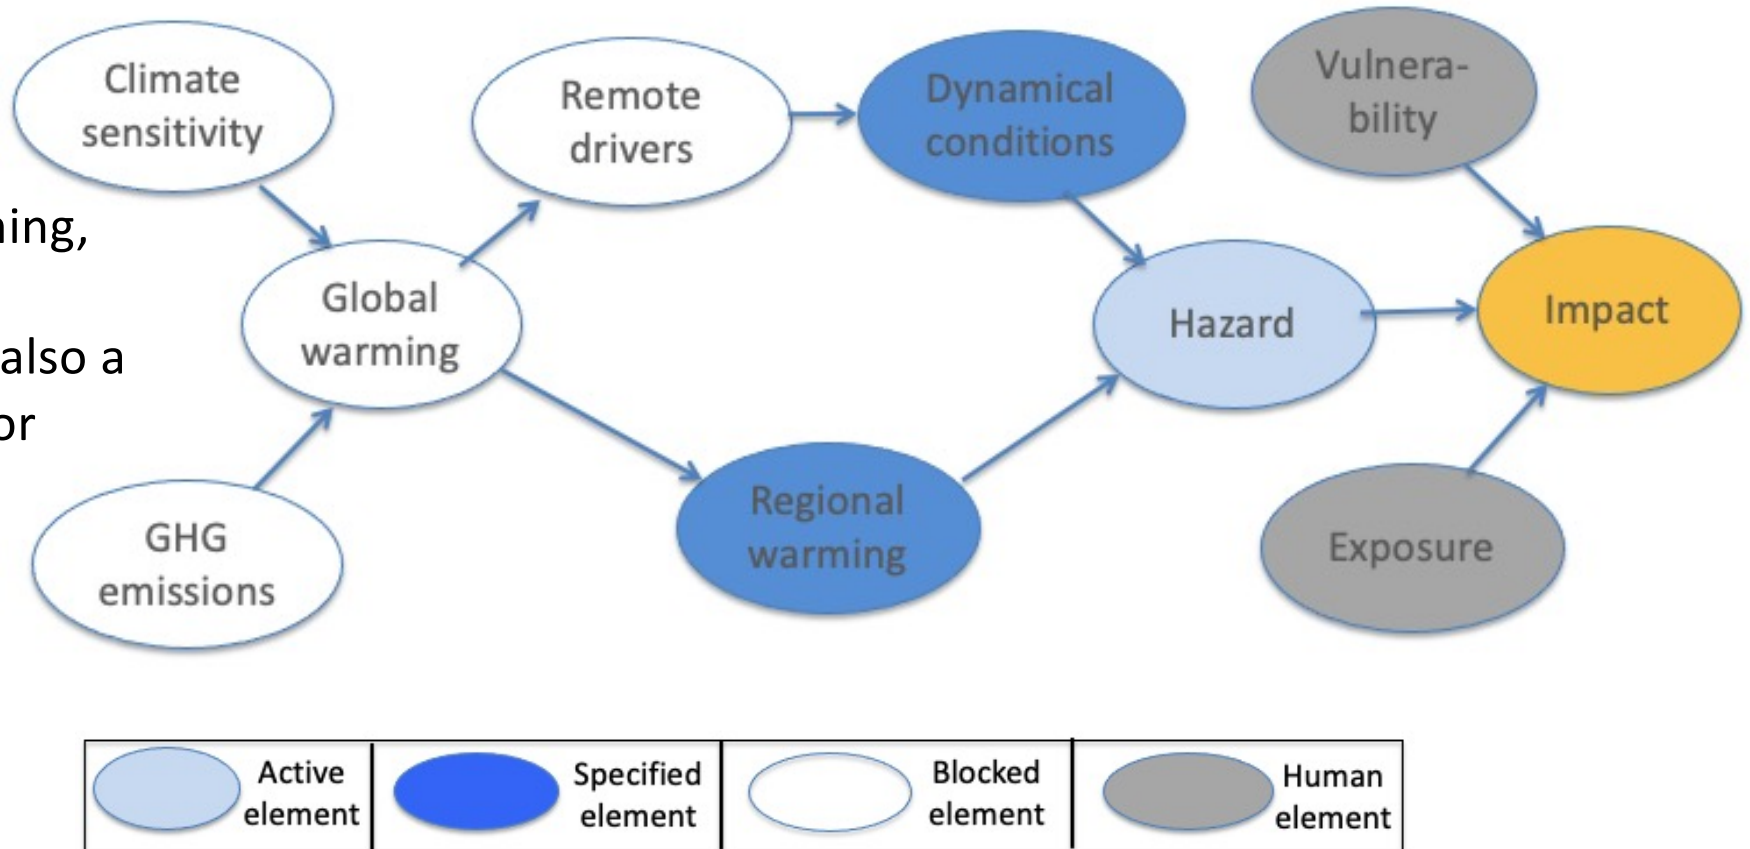 Climate
sensitivity
Remote
drivers
Dynamical
conditions
Vulnera-
bility
ning,
also a
or
Global
warming
Hazard
Impact
GHG
emissions
Regional
warming
Exposure
Active
element
Specified
element
Blocked
element
Human
element